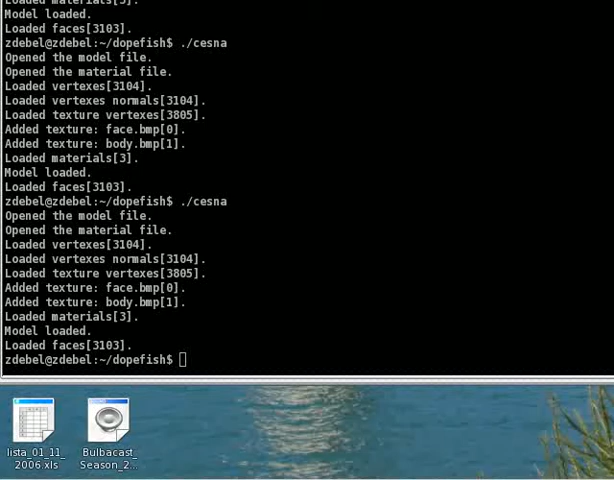 Loaded materials[3].
Model loaded.
Loaded faces[3103].
zdebel@zdebel:~/dopefish$ ./cesna
Opened the model file.
Opened the material file.
Loaded vertexes[3104].
Loaded vertexes normals[3104].
Loaded texture vertexes[3805].
Added texture: face.bmp[0].
Added texture: body.bmp[1].
Loaded materials[3].
Model loaded.
Loaded faces[3103].
zdebel@zdebel:~/dopefish$ ./cesna
Opened the model file.
Opened the material file.
Loaded vertexes[3104].
Loaded vertexes normals[3104].
Loaded texture vertexes[3805].
Added texture: face.bmp[0].
Added texture: body.bmp[1].
Loaded materials[3].
Model loaded.
Loaded faces[3103].
zdebel@zdebel:~/dopefish$
lista_01_11_
2006.xls
Bulbacast_
Season_2...